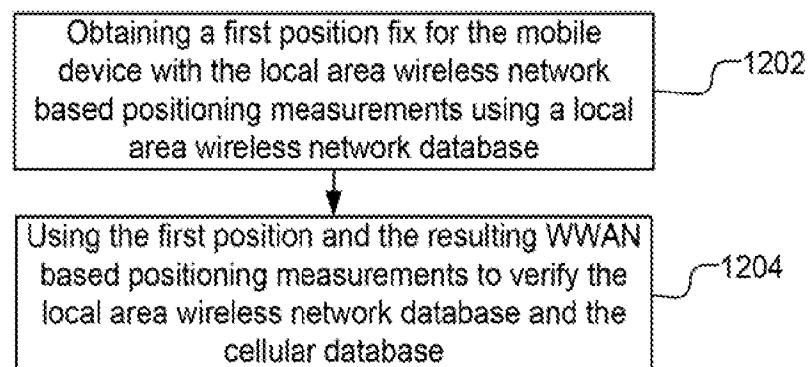 Obtaining a first position fix for the mobile
device with the local area wireless network
based positioning measurements using a local
area wireless network database
1202
Using the first position and the resulting WWAN
based positioning measurements to verify the
local area wireless network database and the
cellular database
1204